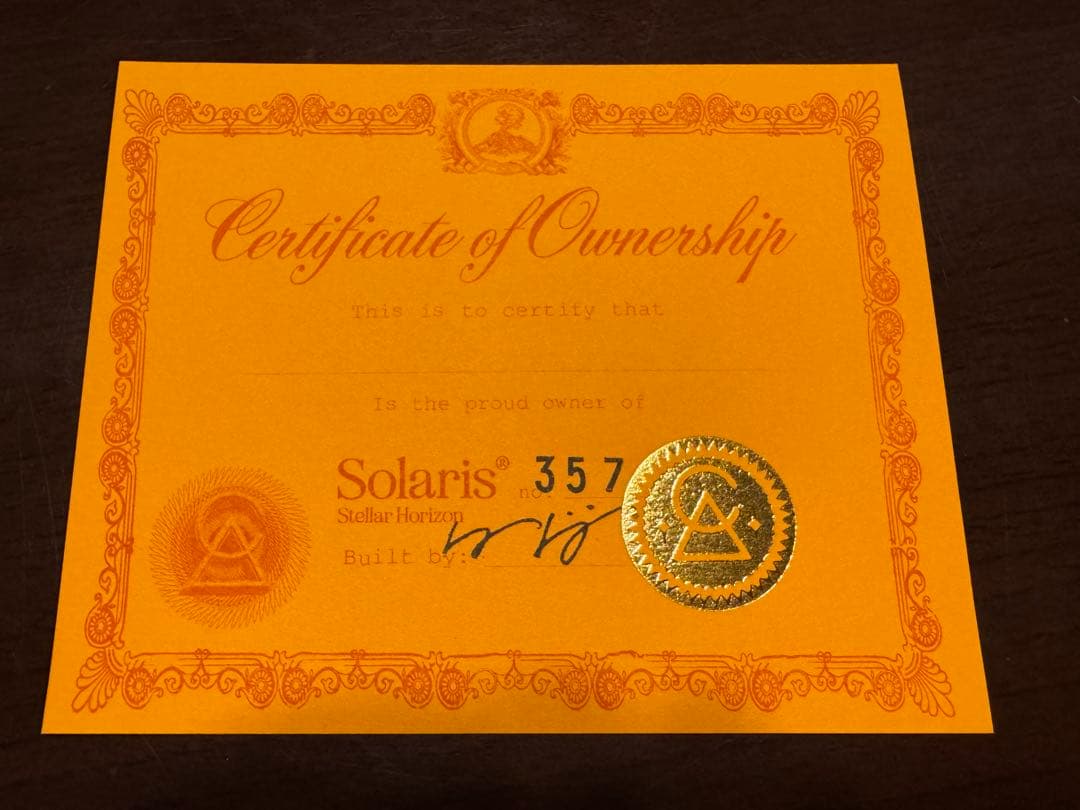 Certificate of Ownership
This is to certify that
Is the proud owner of
Solaris® no 357
Stellar Horizon
Built by: